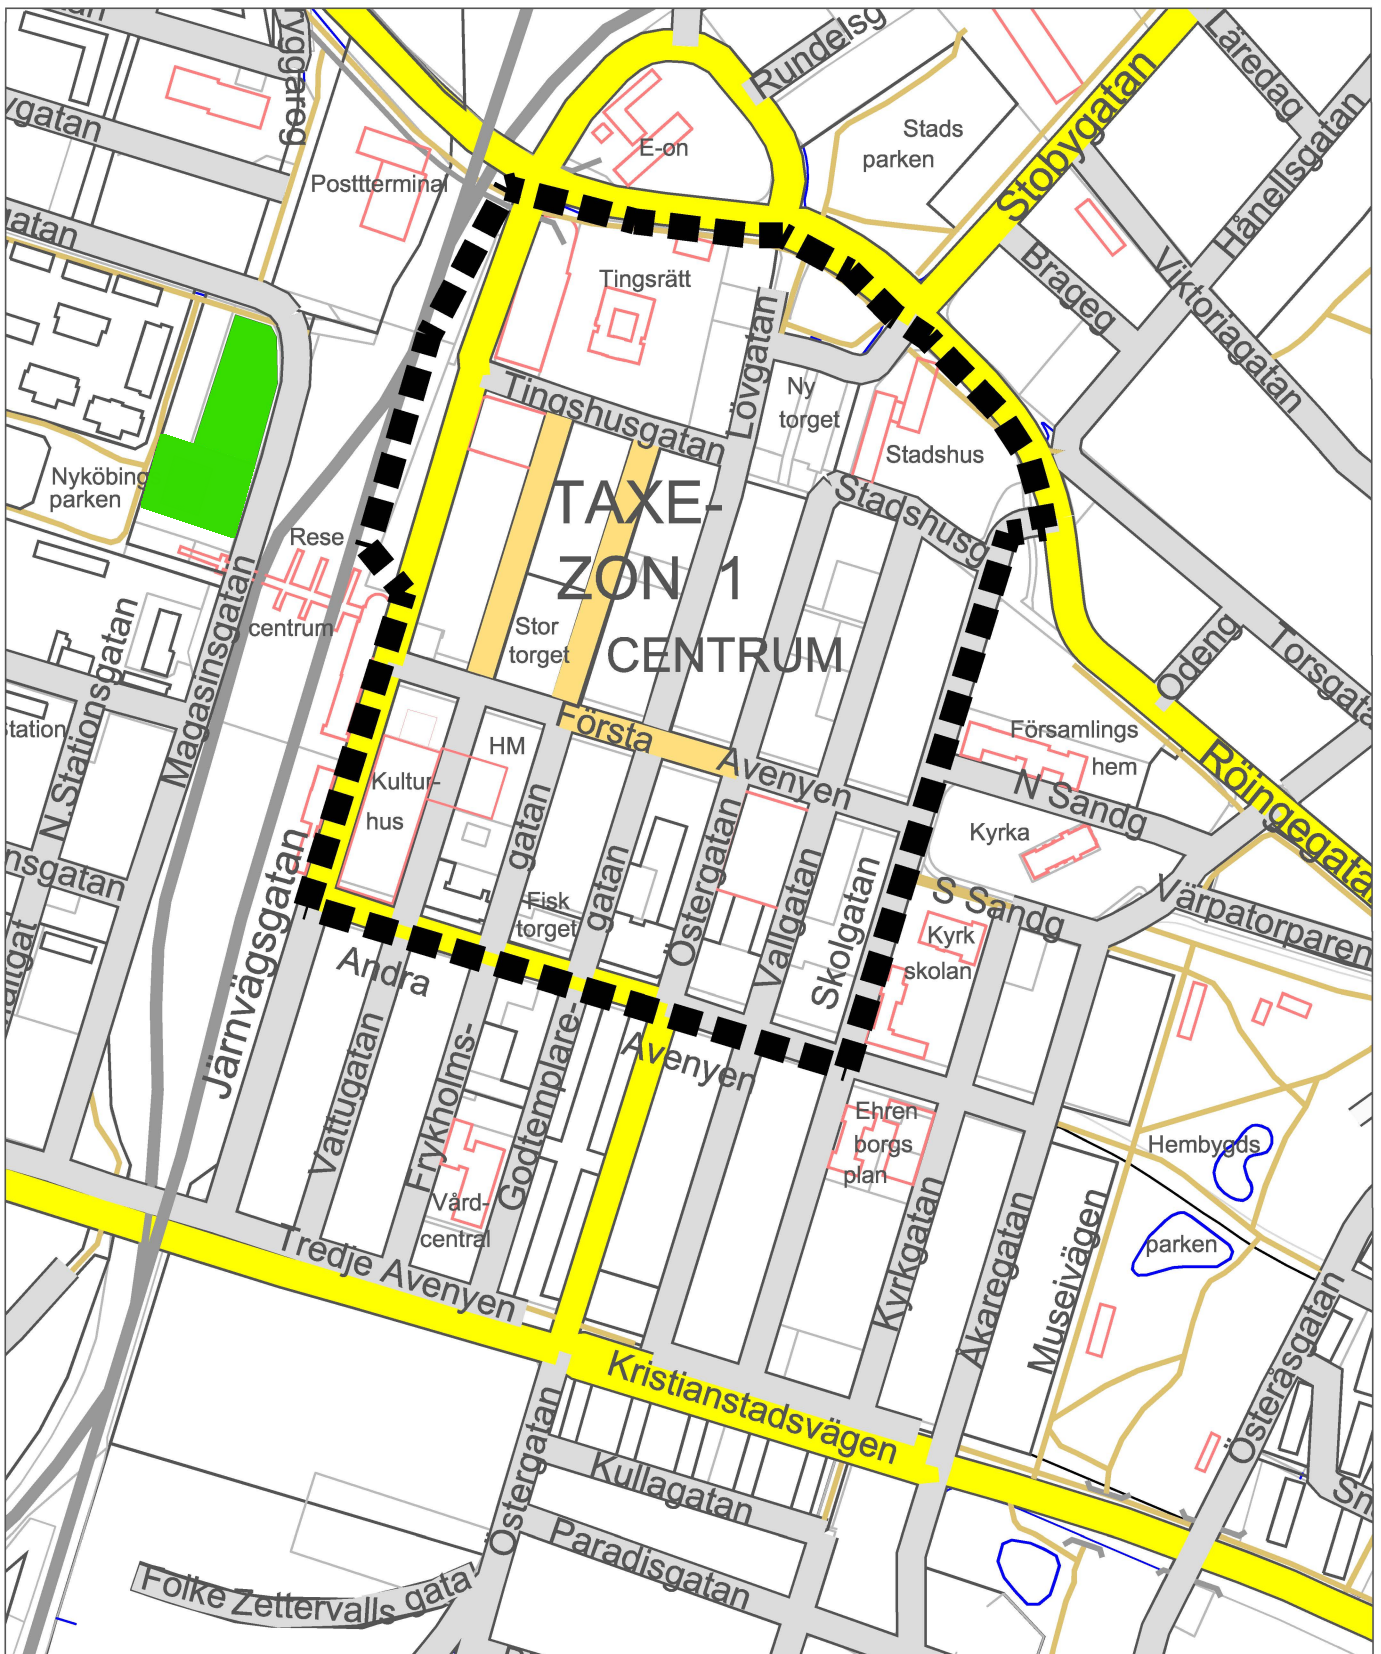 Rundelsg
Läredag
Stobygatan
Hånellsgatan
E-on
Stads
parken
Posttterminal
Viktoriagatan
Brageg
Tingsrätt
Lövgatan
Tingshusgatan
Ny
torget
Stadshus
Stadshusg
Nyköbing
parken
TAXE-
ZON 1
CENTRUM
Rese
centrum
Stor
torget
Magasinsgatan
N.Stationsgatan
Odeng
Torsgata
Första
Avenyen
HM
Kultur-
hus
Församlings
hem
N Sandg
Kyrka
Röingegatan
S Sandg
Värpatorparen
gatan
gatan
Fisk
torget
Östergatan
Vallgatan
Skolgatan
Kyrk
skolan
Järnvägsgatan
Andra
Avenyen
Vattugatan
Frykholms-
Godtemplare-
Vård-
central
Ehren
borgs
plan
Kyrkgatan
Åkaregatan
Museivägen
Hembygds
parken
Österåsgatan
Tredje Avenyen
Kristianstadsvägen
Östergatan
Kullagatan
Paradisgatan
Folke Zettervalls gata